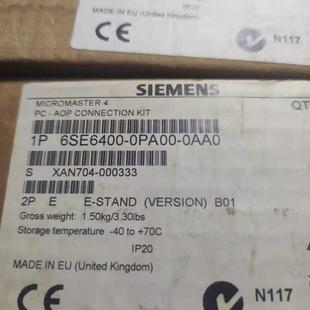 IP20
MADE IN EU (United Kingdom)
CE
N117
SIEMENS
MICROMASTER 4
PC - AOP CONNECTION KIT
QT
1P 6SE6400-0PA00-0AA0
S XAN704-000333
2P E E-STAND (VERSION) B01
Gross weight: 1.50kg/3.30lbs
Storage temperature -40 to +70C
IP20
MADE IN EU (United Kingdom)
CE
N117